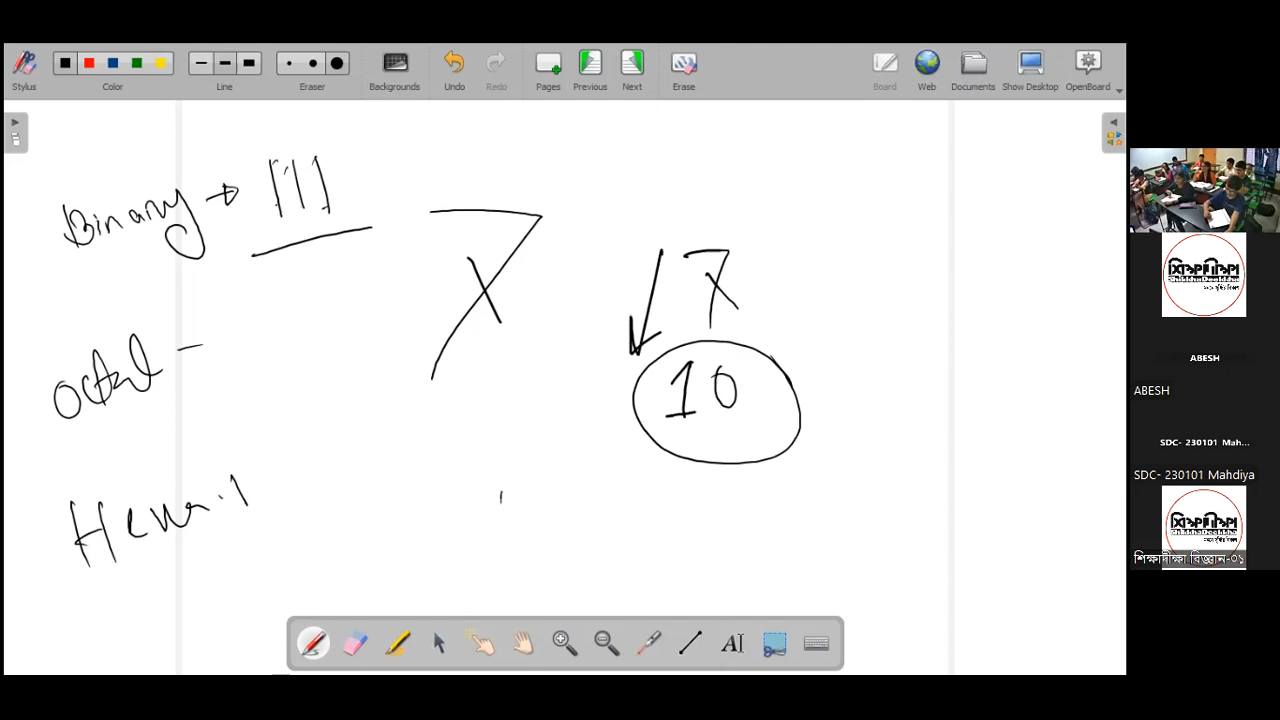 Stylus
Color
Line
Eraser
Backgrounds
Undo
Redo
Pages
Previous
Next
Erase
Board
Web
Documents
Show Desktop
OpenBoard
Binary → 111
7
7
10
octal -
শিক্ষাদীক্ষা
ABESH
ABESH
SDC- 230101 Mah...
SDC- 230101 Mahdiya
শিক্ষাদীক্ষা
শিক্ষাদীক্ষা বিজ্ঞান-০১